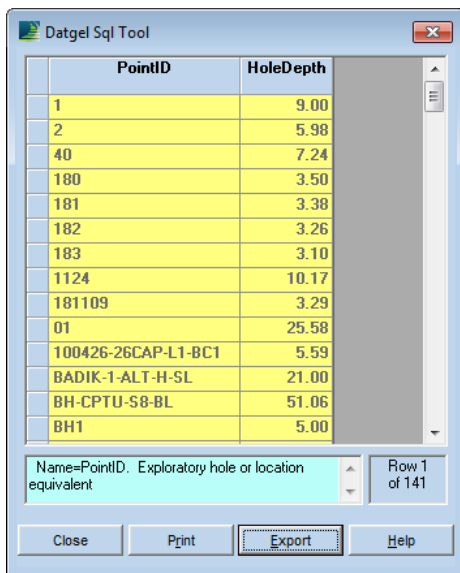 Datgel Sql Tool
PointID HoleDepth
1 9.00
2 5.98
40 7.24
180 3.50
181 3.38
182 3.26
183 3.10
1124 10.17
181109 3.29
01 25.58
100426-26CAP-L1-BC1 5.59
BADIK-1-ALT-H-SL 21.00
BH-CPTU-S8-BL 51.06
BH1 5.00
Name=PointID. Exploratory hole or location
equivalent
Row 1
of 141
Close Print Export Help